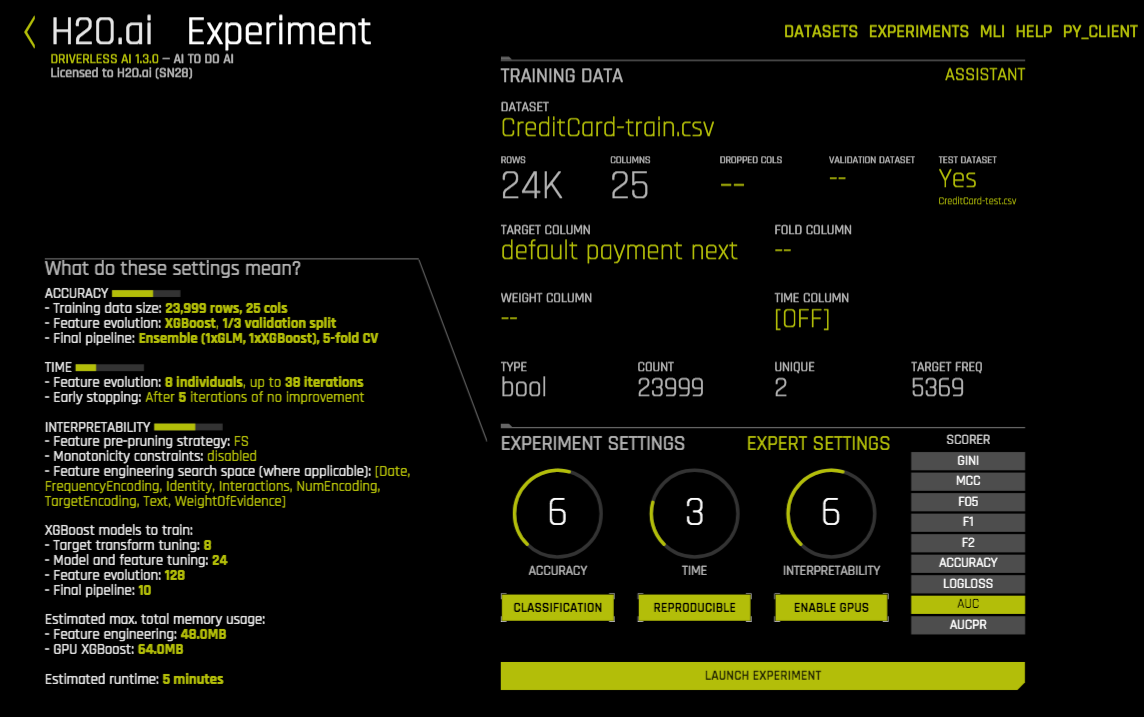 H2O.ai Experiment
DRIVERLESS AI 1.3.0 – AI TO DO AI
Licensed to H2O.ai (SN28)
DATASETS EXPERIMENTS MLI HELP PY_CLIENT
What do these settings mean?
ACCURACY
- Training data size: 23,999 rows, 25 cols
- Feature evolution: XGBoost, 1/3 validation split
- Final pipeline: Ensemble (1xGLM, 1xXGBoost), 5-fold CV
TIME
- Feature evolution: 8 individuals, up to 38 iterations
- Early stopping: After 5 iterations of no improvement
INTERPRETABILITY
- Feature pre-pruning strategy: FS
- Monotonicity constraints: disabled
- Feature engineering search space (where applicable): [Date,
FrequencyEncoding, Identity, Interactions, NumEncoding,
TargetEncoding, Text, WeightOfEvidence]
XGBoost models to train:
- Target transform tuning: 8
- Model and feature tuning: 24
- Feature evolution: 128
- Final pipeline: 10
Estimated max. total memory usage:
- Feature engineering: 48.0MB
- GPU XGBoost: 64.0MB
Estimated runtime: 5 minutes
TRAINING DATA ASSISTANT
DATASET
CreditCard-train.csv
ROWS COLUMNS DROPPED COLS VALIDATION DATASET TEST DATASET
24K 25 -- -- Yes
CreditCard-test.csv
TARGET COLUMN FOLD COLUMN
default payment next --
WEIGHT COLUMN TIME COLUMN
-- [OFF]
TYPE COUNT UNIQUE TARGET FREQ
bool 23999 2 5369
EXPERIMENT SETTINGS EXPERT SETTINGS
6 3 6
ACCURACY TIME INTERPRETABILITY
CLASSIFICATION REPRODUCIBLE ENABLE GPUS
SCORER
GINI
MCC
F05
F1
F2
ACCURACY
LOGLOSS
AUC
AUCPR
LAUNCH EXPERIMENT